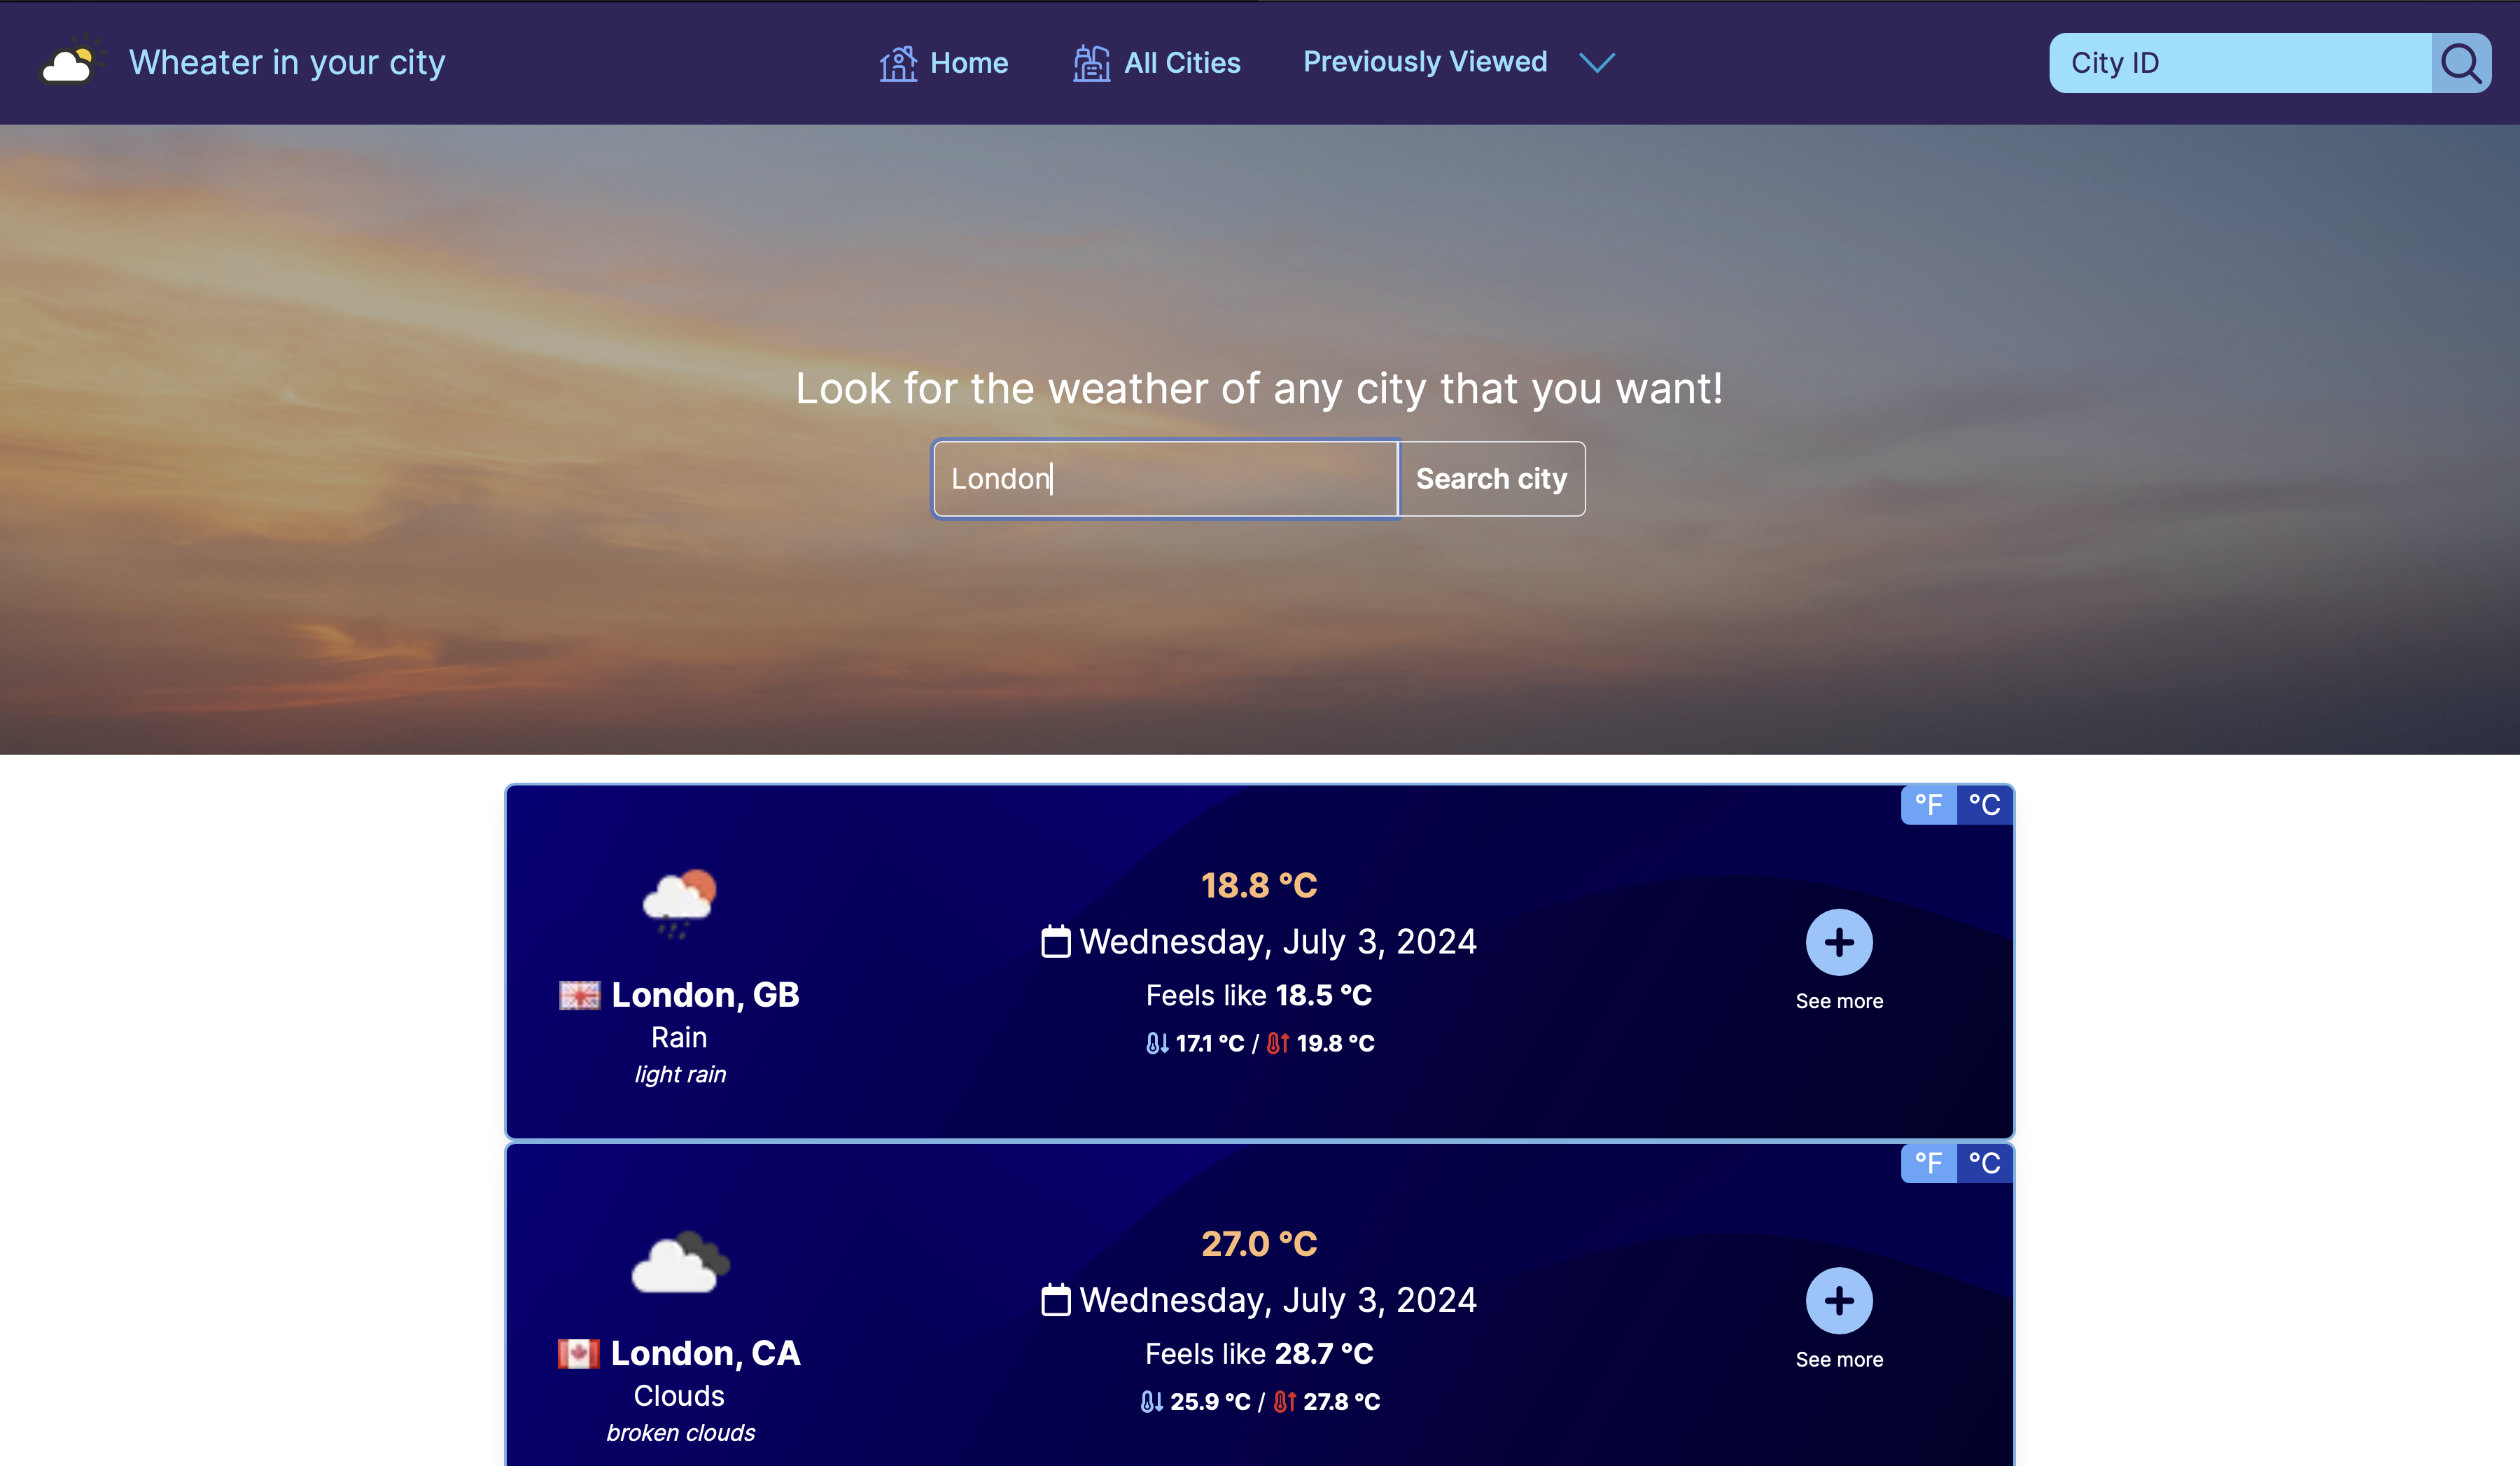 Wheater in your city
Home
All Cities
Previously Viewed
City ID
Look for the weather of any city that you want!
London
Search city
°F °C
18.8 °C
Wednesday, July 3, 2024
London, GB
Feels like 18.5 °C
See more
Rain
17.1 °C / 19.8 °C
light rain
°F °C
27.0 °C
Wednesday, July 3, 2024
London, CA
Feels like 28.7 °C
See more
Clouds
25.9 °C / 27.8 °C
broken clouds